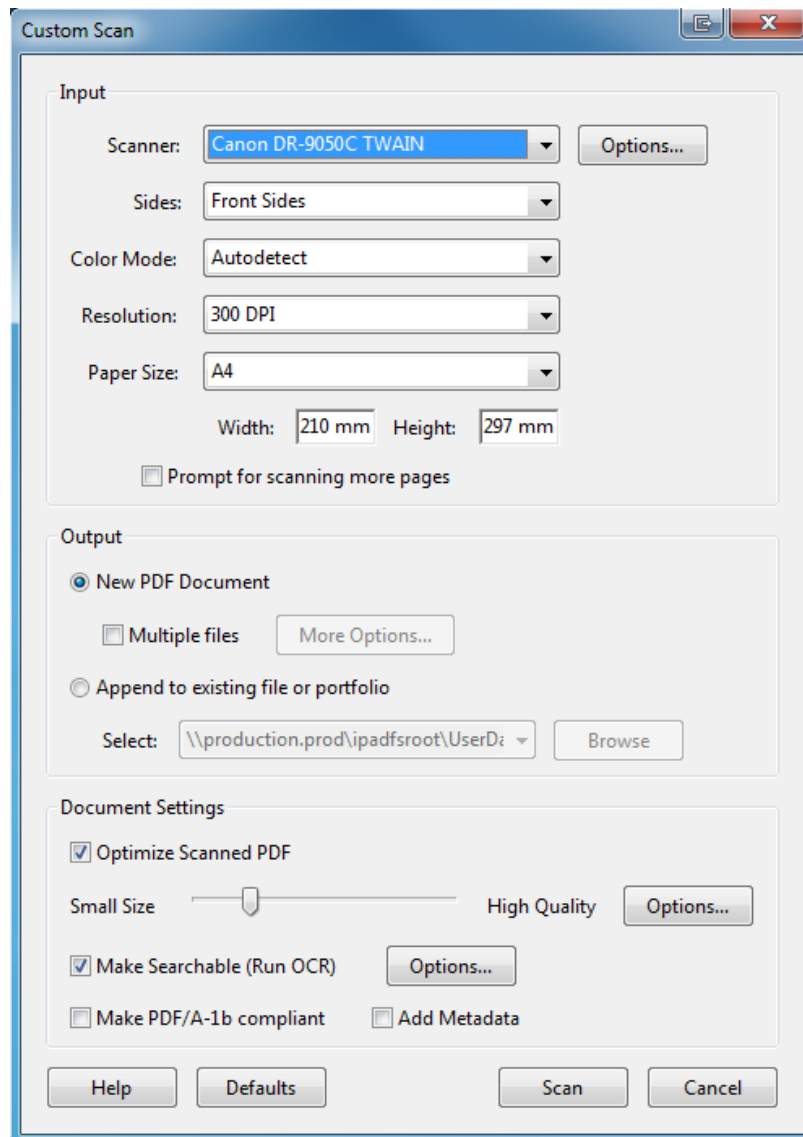 Custom Scan
Input
Scanner: Canon DR-9050C TWAIN Options...
Sides: Front Sides
Color Mode: Autodetect
Resolution: 300 DPI
Paper Size: A4
Width: 210 mm Height: 297 mm
Prompt for scanning more pages
Output
New PDF Document
Multiple files More Options...
Append to existing file or portfolio
Select: \\production.prod\ipadfsroot\UserDa Browse
Document Settings
Optimize Scanned PDF
Small Size High Quality Options...
Make Searchable (Run OCR) Options...
Make PDF/A-1b compliant Add Metadata
Help Defaults Scan Cancel